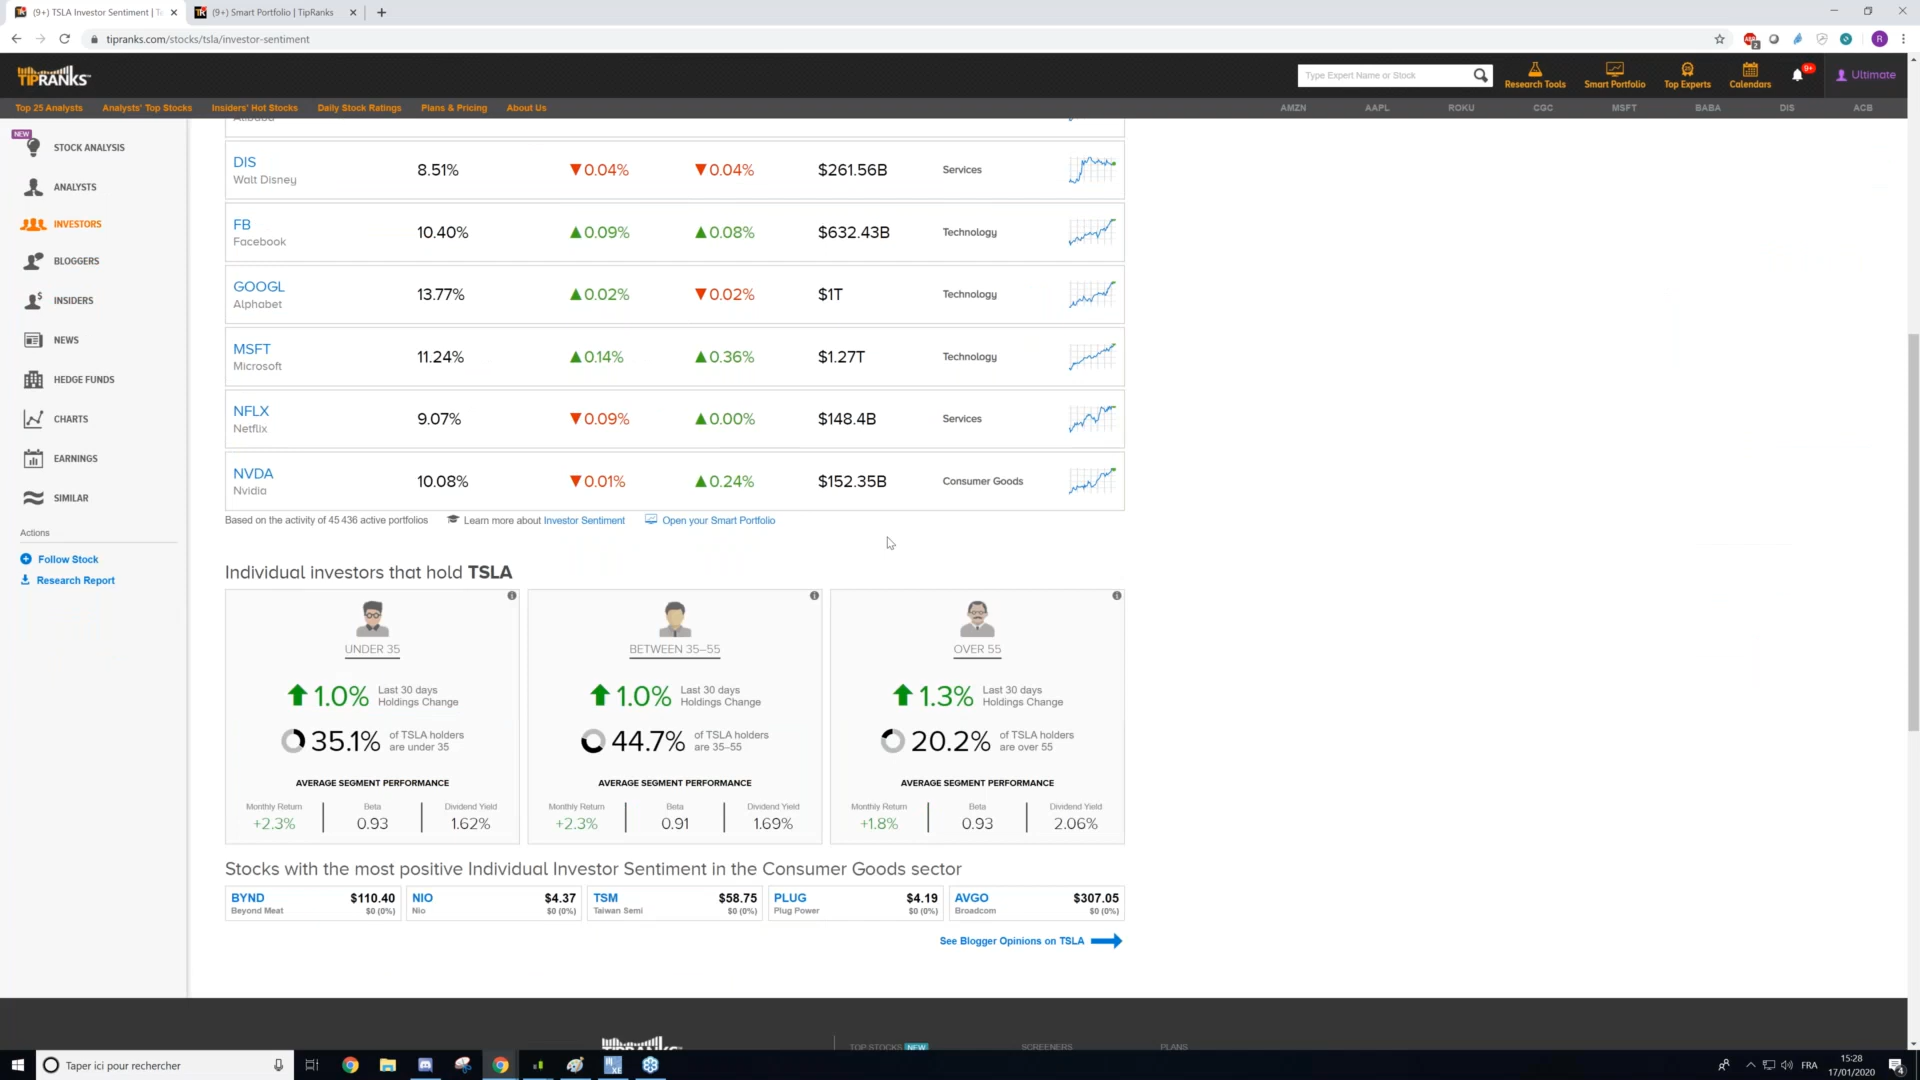 (9+) TSLA Investor Sentiment | T
(9+) Smart Portfolio | TipRanks
tipranks.com/stocks/tsla/investor-sentiment
TIPRANKS
Type Expert Name or Stock
Research Tools
Smart Portfolio
Top Experts
Calendars
9+
Ultimate
Top 25 Analysts
Analysts' Top Stocks
Insiders' Hot Stocks
Daily Stock Ratings
Plans & Pricing
About Us
AMZN
AAPL
ROKU
CGC
MSFT
BABA
DIS
ACB
NEW
STOCK ANALYSIS
ANALYSTS
INVESTORS
BLOGGERS
INSIDERS
NEWS
HEDGE FUNDS
CHARTS
EARNINGS
SIMILAR
Actions
Follow Stock
Research Report
Alibaba
DIS 8.51% ▼0.04% ▼0.04% $261.56B Services
Walt Disney
FB 10.40% ▲0.09% ▲0.08% $632.43B Technology
Facebook
GOOGL 13.77% ▲0.02% ▼0.02% $1T Technology
Alphabet
MSFT 11.24% ▲0.14% ▲0.36% $1.27T Technology
Microsoft
NFLX 9.07% ▼0.09% ▲0.00% $148.4B Services
Netflix
NVDA 10.08% ▼0.01% ▲0.24% $152.35B Consumer Goods
Nvidia
Based on the activity of 45 436 active portfolios
Learn more about Investor Sentiment
Open your Smart Portfolio
Individual investors that hold TSLA
UNDER 35
1.0% Last 30 days
Holdings Change
35.1% of TSLA holders
are under 35
AVERAGE SEGMENT PERFORMANCE
Monthly Return Beta Dividend Yield
+2.3% 0.93 1.62%
BETWEEN 35–55
1.0% Last 30 days
Holdings Change
44.7% of TSLA holders
are 35–55
AVERAGE SEGMENT PERFORMANCE
Monthly Return Beta Dividend Yield
+2.3% 0.91 1.69%
OVER 55
1.3% Last 30 days
Holdings Change
20.2% of TSLA holders
are over 55
AVERAGE SEGMENT PERFORMANCE
Monthly Return Beta Dividend Yield
+1.8% 0.93 2.06%
Stocks with the most positive Individual Investor Sentiment in the Consumer Goods sector
BYND $110.40
Beyond Meat $0 (0%)
NIO $4.37
Nio $0 (0%)
TSM $58.75
Taiwan Semi $0 (0%)
PLUG $4.19
Plug Power $0 (0%)
AVGO $307.05
Broadcom $0 (0%)
See Blogger Opinions on TSLA
TOP STOCKS NEW
SCREENERS
PLANS
Taper ici pour rechercher
FRA
15:28
17/01/2020